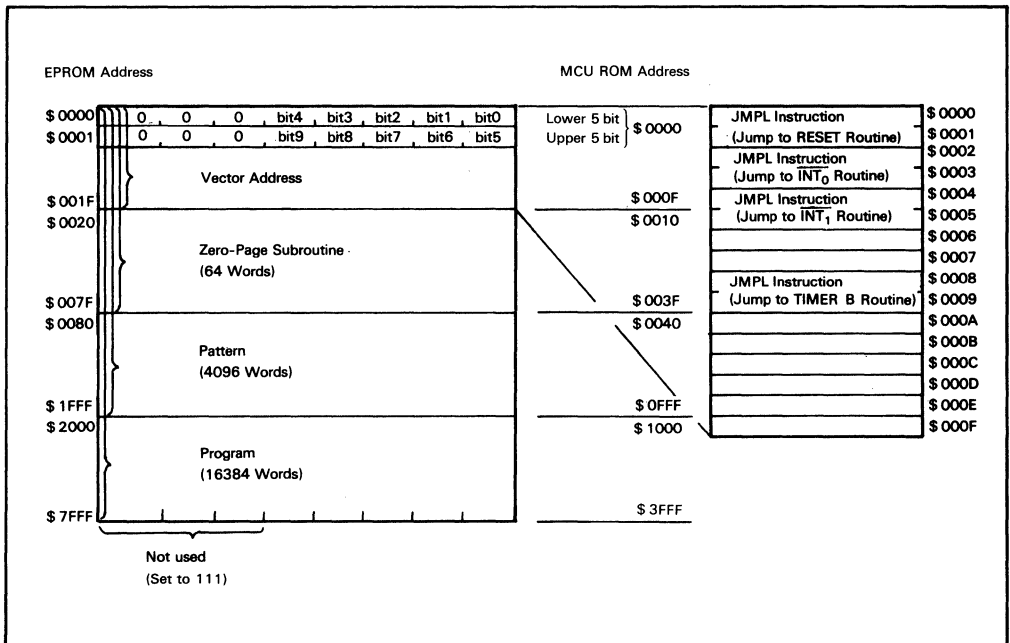 EPROM Address
MCU ROM Address
$ 0000
0 0 0 bit4 bit3 bit2 bit1 bit0
$ 0001
0 0 0 bit9 bit8 bit7 bit6 bit5
Vector Address
$ 001F
$ 0020
Zero-Page Subroutine
(64 Words)
$ 007F
$ 0080
Pattern
(4096 Words)
$ 1FFF
$ 2000
Program
(16384 Words)
$ 7FFF
Not used
(Set to 111)
Lower 5 bit
Upper 5 bit
$ 0000
$ 000F
$ 0010
$ 003F
$ 0040
$ 0FFF
$ 1000
$ 3FFF
JMPL Instruction
(Jump to RESET Routine)
JMPL Instruction
(Jump to INT0 Routine)
JMPL Instruction
(Jump to INT1 Routine)
JMPL Instruction
(Jump to TIMER B Routine)
$ 0000
$ 0001
$ 0002
$ 0003
$ 0004
$ 0005
$ 0006
$ 0007
$ 0008
$ 0009
$ 000A
$ 000B
$ 000C
$ 000D
$ 000E
$ 000F